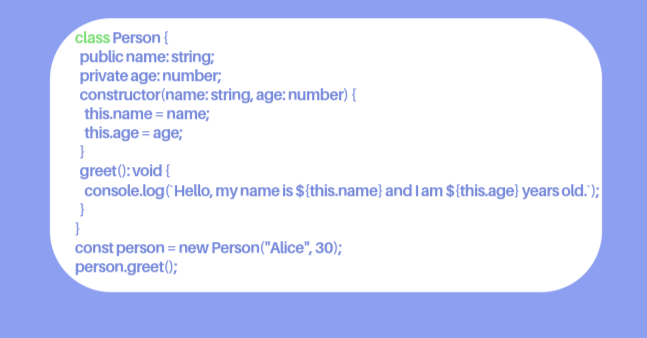 class Person {
public name: string;
private age: number;
constructor(name: string, age: number) {
this.name = name;
this.age = age;
}
greet(): void {
console.log(`Hello, my name is ${this.name} and I am ${this.age} years old.`);
}
}
const person = new Person("Alice", 30);
person.greet();